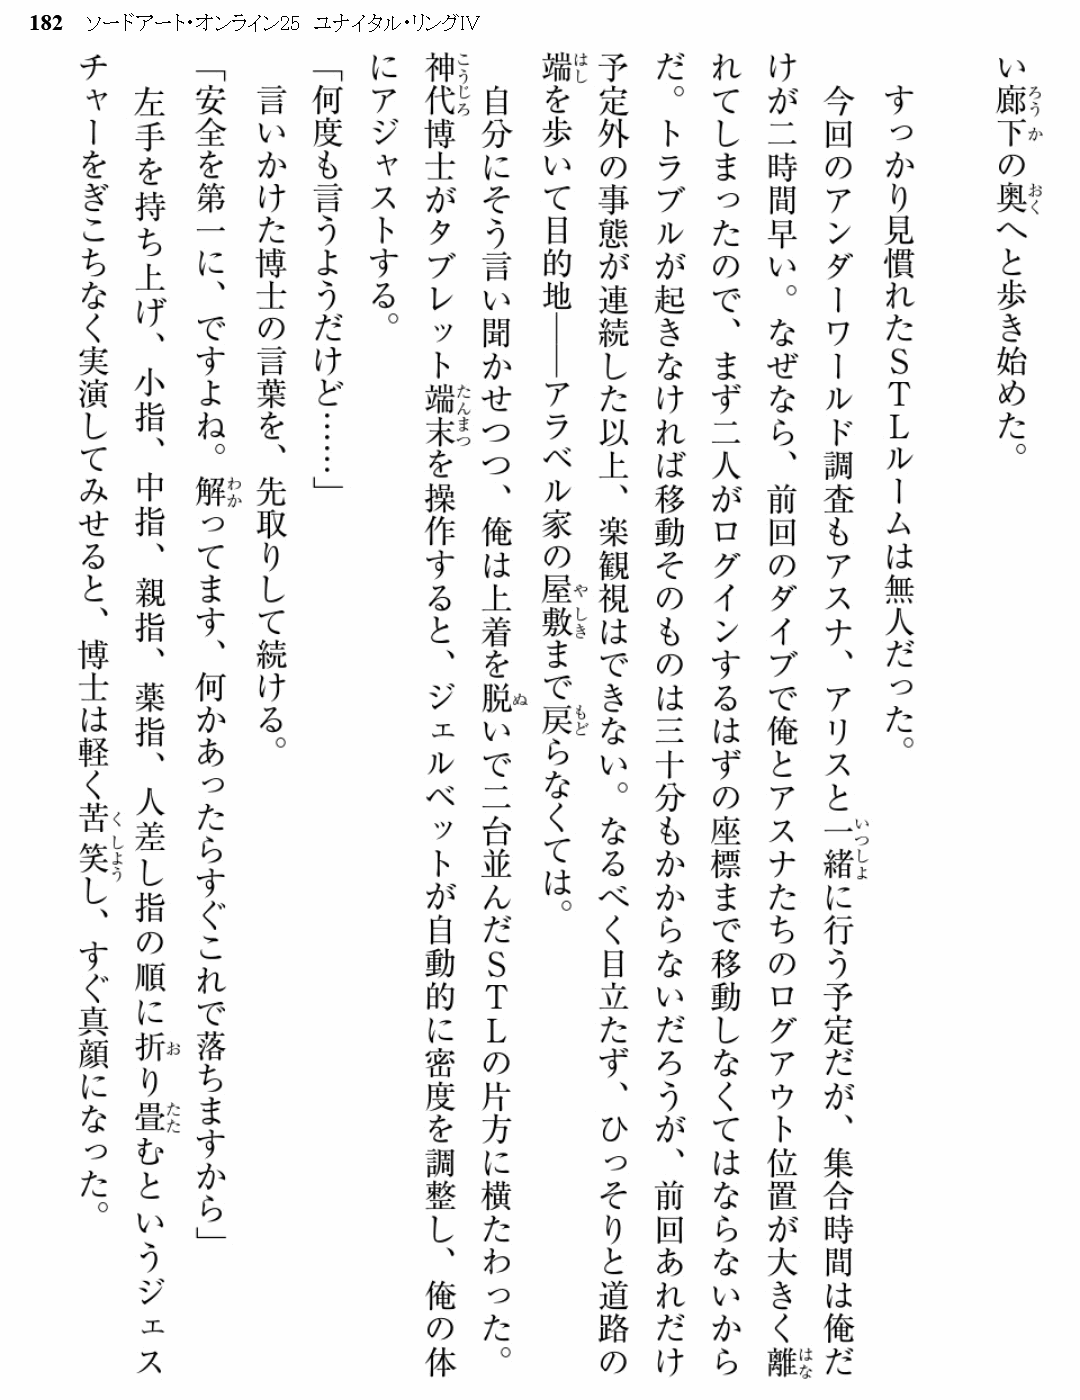 182 ソードアート・オンライン25 ユナイタル・リングⅣ
い廊下の奥へと歩き始めた。
すっかり見慣れたＳＴＬルームは無人だった。
今回のアンダーワールド調査もアスナ、アリスと一緒に行う予定だが、集合時間は俺だ
けが二時間早い。なぜなら、前回のダイブで俺とアスナたちのログアウト位置が大きく離
れてしまったので、まず二人がログインするはずの座標まで移動しなくてはならないから
だ。トラブルが起きなければ移動そのものは三十分もかからないだろうが、前回あれだけ
予定外の事態が連続した以上、楽観視はできない。なるべく目立たず、ひっそりと道路の
端を歩いて目的地――アラベル家の屋敷まで戻らなくては。
自分にそう言い聞かせつつ、俺は上着を脱いで二台並んだＳＴＬの片方に横たわった。
神代博士がタブレット端末を操作すると、ジェルベットが自動的に密度を調整し、俺の体
にアジャストする。
「何度も言うようだけど……」
言いかけた博士の言葉を、先取りして続ける。
「安全を第一に、ですよね。解ってます、何かあったらすぐこれで落ちますから」
左手を持ち上げ、小指、中指、親指、薬指、人差し指の順に折り畳むというジェス
チャーをぎこちなく実演してみせると、博士は軽く苦笑し、すぐ真顔になった。